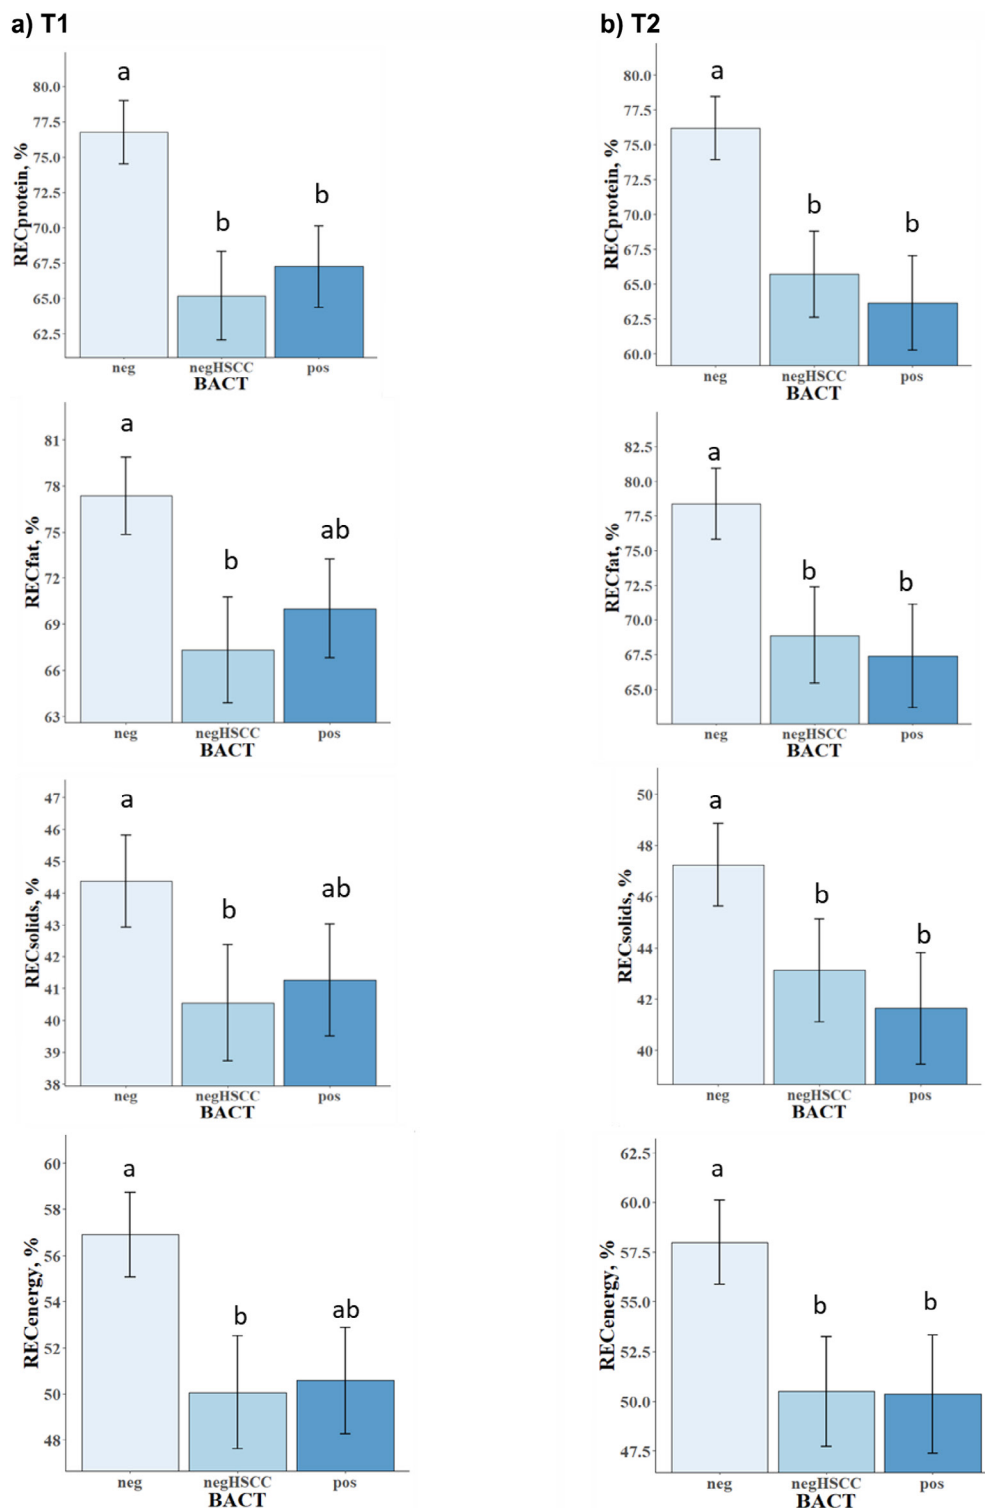 a) T1
b) T2
RECprotein, %
80.0
77.5
75.0
72.5
70.0
67.5
65.0
62.5
a
b
b
neg
negHSCC
pos
BACT
RECprotein, %
80.0
77.5
75.0
72.5
70.0
67.5
65.0
62.5
60.0
a
b
b
neg
negHSCC
pos
BACT
RECfat, %
81
78
75
72
69
66
63
a
b
ab
neg
negHSCC
pos
BACT
RECfat, %
82.5
80.0
77.5
75.0
72.5
70.0
67.5
65.0
a
b
b
neg
negHSCC
pos
BACT
RECsolids, %
47
46
45
44
43
42
41
40
39
38
a
b
ab
neg
negHSCC
pos
BACT
RECsolids, %
50
48
46
44
42
40
a
b
b
neg
negHSCC
pos
BACT
RECenergy, %
60
58
56
54
52
50
48
a
b
ab
neg
negHSCC
pos
BACT
RECenergy, %
62.5
60.0
57.5
55.0
52.5
50.0
47.5
a
b
b
neg
negHSCC
pos
BACT